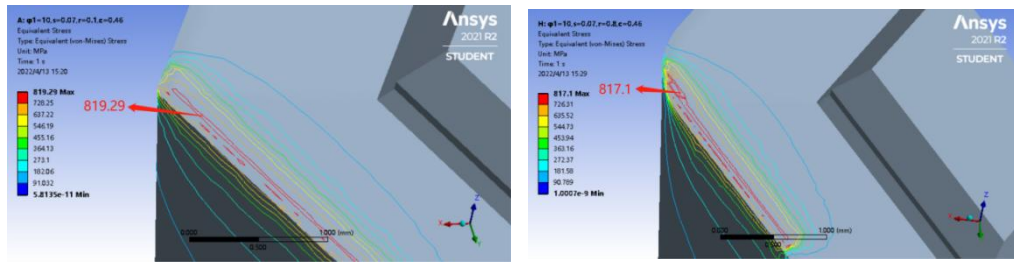 A: φ1=10,s=0.07,r=0.1,ε=0.46
Equivalent Stress
Type: Equivalent (von-Mises) Stress
Unit: MPa
Time: 1 s
2022/4/13 15:20
819.29 Max
728.25
637.22
546.19
455.16
364.13
273.1
182.06
91.032
5.8135e-11 Min
819.29
Ansys
2021 R2
STUDENT
0.000
1.000 (mm)
0.500
X
Y
Z
H: φ1=10,s=0.07,r=0.8,ε=0.46
Equivalent Stress
Type: Equivalent (von-Mises) Stress
Unit: MPa
Time: 1 s
2022/4/13 15:29
817.1 Max
726.31
635.52
544.73
453.94
363.16
272.37
181.58
90.789
1.0007e-9 Min
817.1
Ansys
2021 R2
STUDENT
0.000
1.000 (mm)
0.500
X
Y
Z